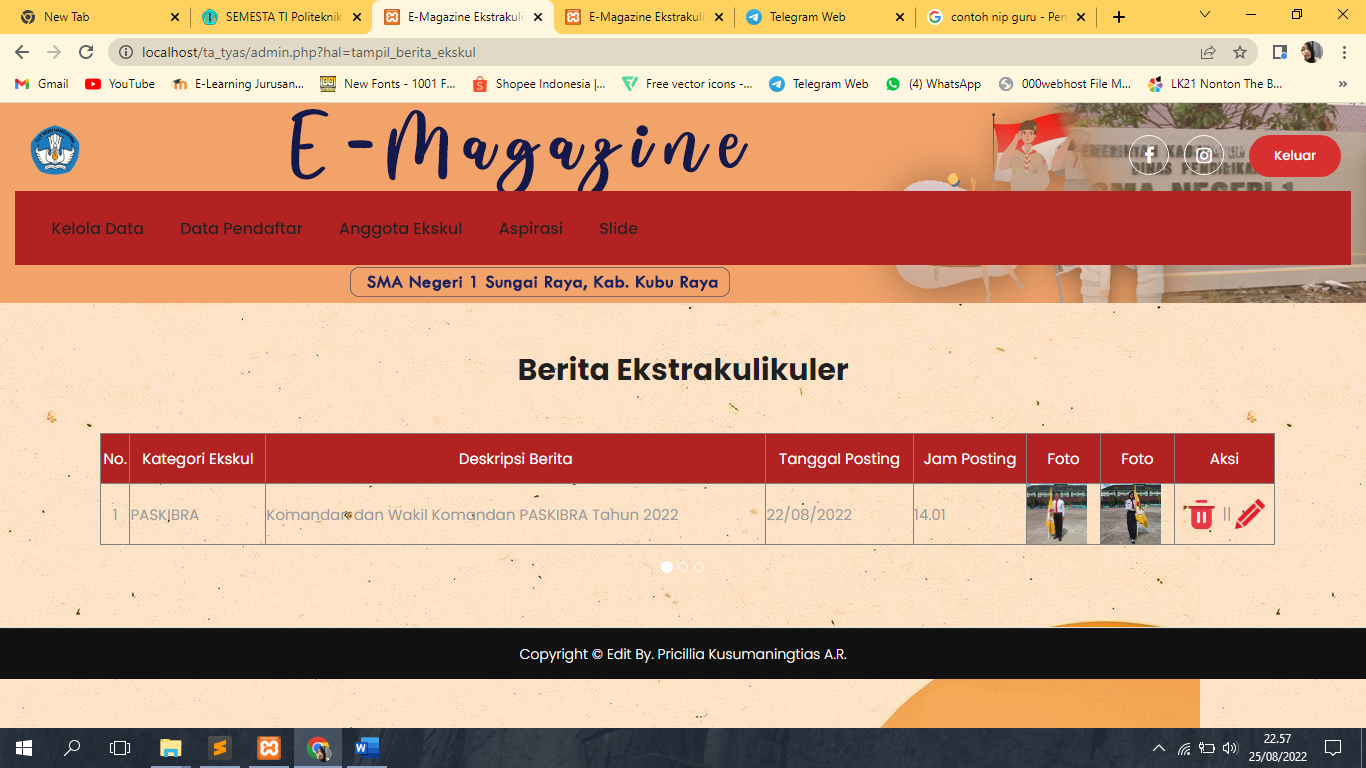 New Tab
SEMESTA TI Politeknik
E-Magazine Ekstrakuli
E-Magazine Ekstrakuli
Telegram Web
contoh nip guru - Pen
localhost/ta_tyas/admin.php?hal=tampil_berita_ekskul
Gmail
YouTube
E-Learning Jurusan...
New Fonts - 1001 F...
Shopee Indonesia |...
Free vector icons -...
Telegram Web
(4) WhatsApp
000webhost File M...
LK21 Nonton The B...
E-Magazine
SMA NEGERI 1
Keluar
Kelola Data
Data Pendaftar
Anggota Ekskul
Aspirasi
Slide
SMA Negeri 1 Sungai Raya, Kab. Kubu Raya
Berita Ekstrakulikuler
No. Kategori Ekskul Deskripsi Berita Tanggal Posting Jam Posting Foto Foto Aksi
1 PASKIBRA Komandan dan Wakil Komandan PASKIBRA Tahun 2022 22/08/2022 14.01 ||
Copyright © Edit By. Pricillia Kusumaningtias A.R.
22.57
25/08/2022